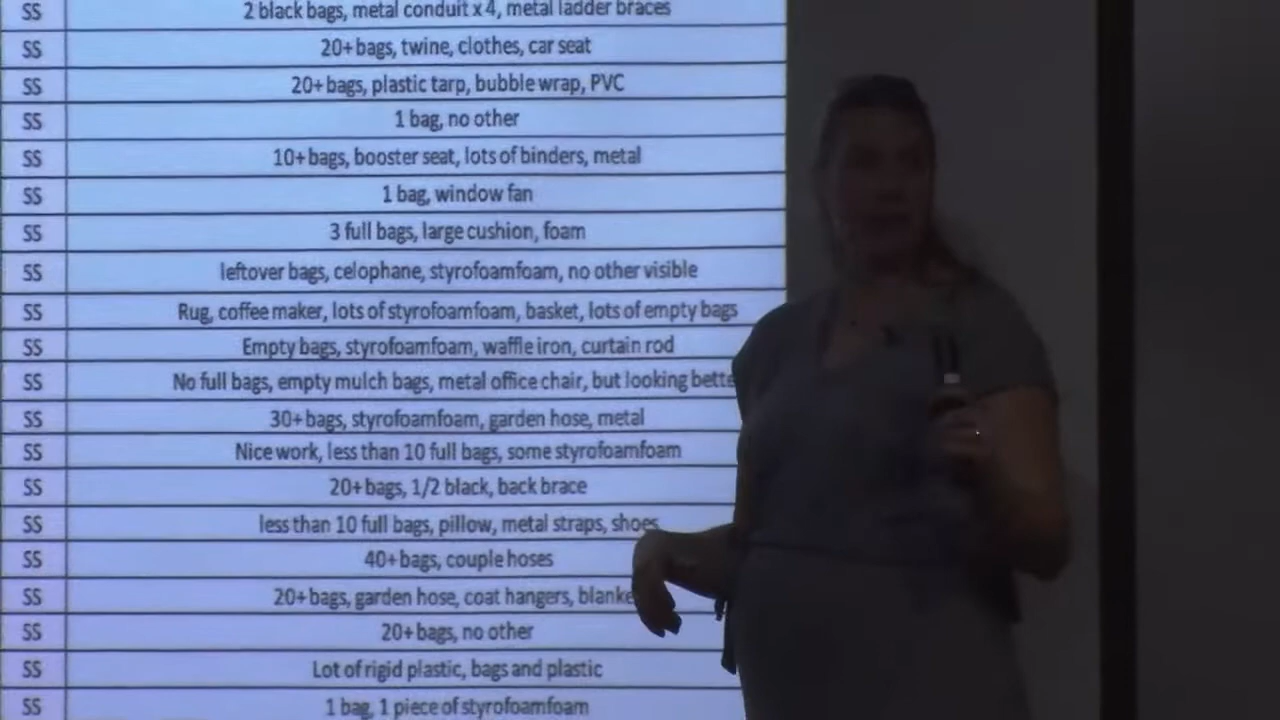 SS 2 black bags, metal conduit x 4, metal ladder braces
SS 20+ bags, twine, clothes, car seat
SS 20+ bags, plastic tarp, bubble wrap, PVC
SS 1 bag, no other
SS 10+ bags, booster seat, lots of binders, metal
SS 1 bag, window fan
SS 3 full bags, large cushion, foam
SS leftover bags, celophane, styrofoamfoam, no other visible
SS Rug, coffee maker, lots of styrofoamfoam, basket, lots of empty bags
SS Empty bags, styrofoamfoam, waffle iron, curtain rod
SS No full bags, empty mulch bags, metal office chair, but looking bette
SS 30+ bags, styrofoamfoam, garden hose, metal
SS Nice work, less than 10 full bags, some styrofoamfoam
SS 20+ bags, 1/2 black, back brace
SS less than 10 full bags, pillow, metal straps, shoes
SS 40+ bags, couple hoses
SS 20+ bags, garden hose, coat hangers, blanke
SS 20+ bags, no other
SS Lot of rigid plastic, bags and plastic
SS 1 bag, 1 piece of styrofoamfoam